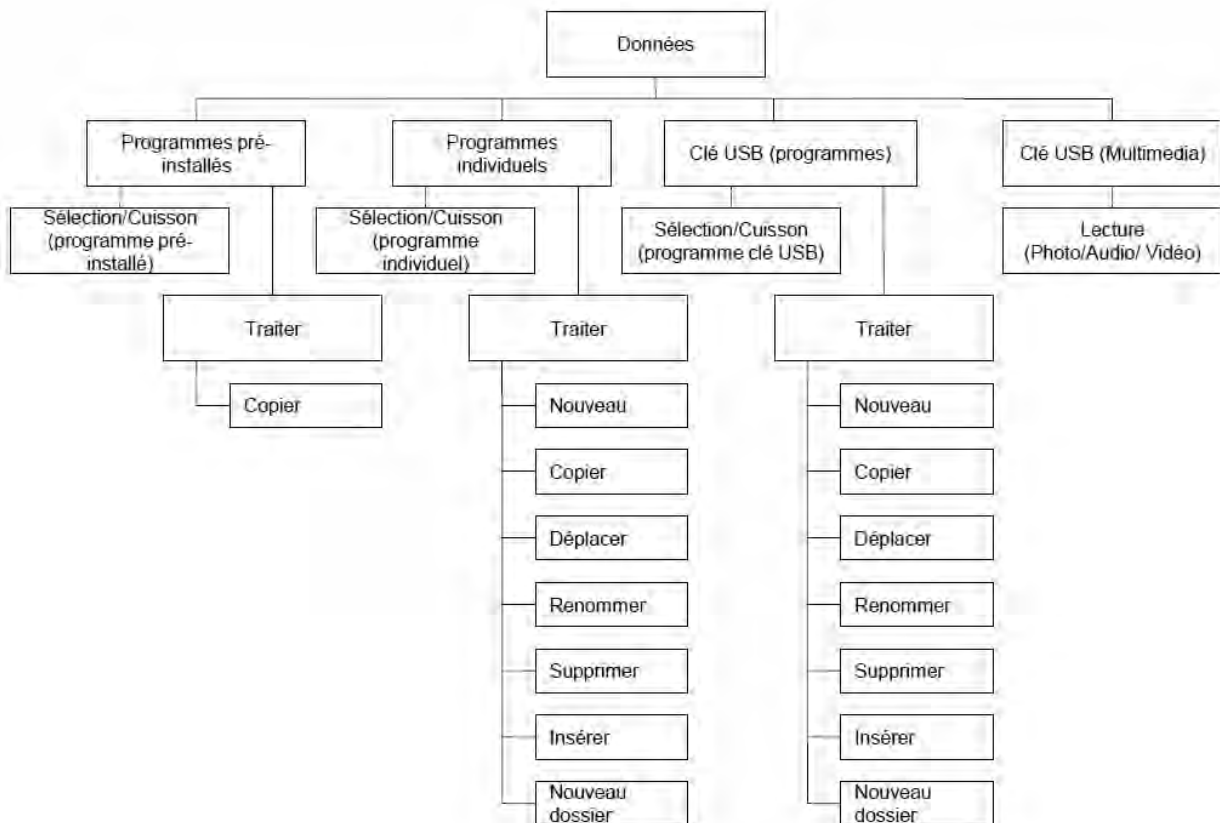 Données
Programmes pré-
installés
Programmes
individuels
Clé USB (programmes)
Clé USB (Multimedia)
Sélection/Cuisson
(programme pré-
installé)
Sélection/Cuisson
(programme
individuel)
Sélection/Cuisson
(programme clé USB)
Lecture
(Photo/Audio/ Vidéo)
Traiter
Traiter
Traiter
Copier
Nouveau
Nouveau
Copier
Copier
Déplacer
Déplacer
Renommer
Renommer
Supprimer
Supprimer
Insérer
Insérer
Nouveau
dossier
Nouveau
dossier